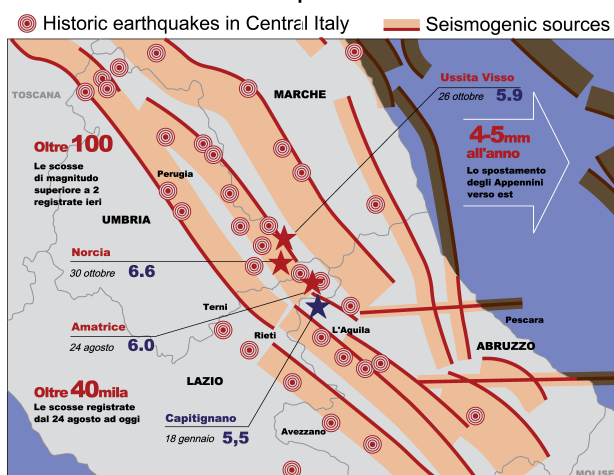 Historic earthquakes in Central Italy
Seismogenic sources
TOSCANA
MARCHE
Ussita Visso
26 ottobre 5.9
Oltre 100
Le scosse
di magnitudo
superiore a 2
registrate ieri
4-5mm
all'anno
Lo spostamento
degli Appennini
verso est
Perugia
UMBRIA
Norcia
30 ottobre 6.6
Terni
Amatrice
24 agosto 6.0
Rieti
L'Aquila
Pescara
ABRUZZO
LAZIO
Oltre 40mila
Le scosse registrate
dal 24 agosto ad oggi
Capitignano
18 gennaio 5,5
Avezzano
MOLISE